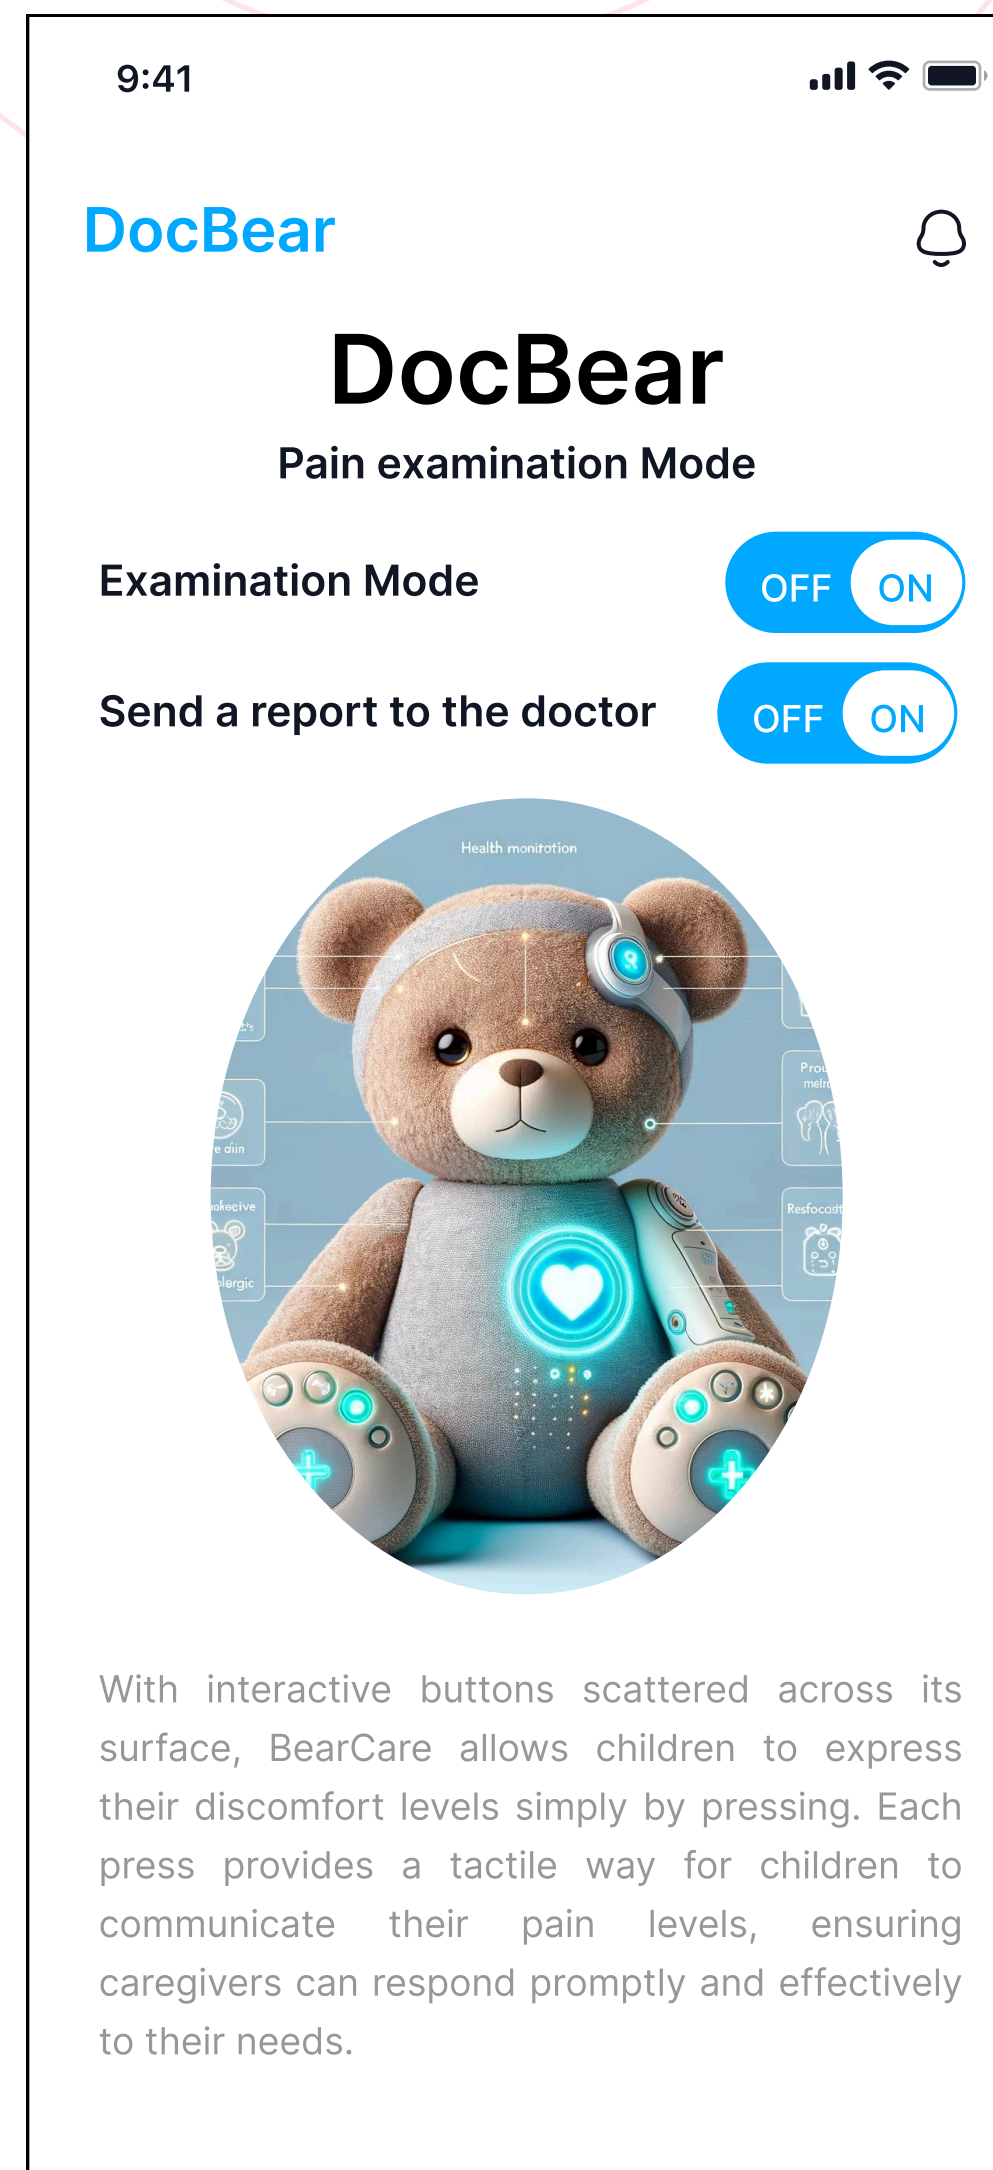 9:41
DocBear
DocBear
Pain examination Mode
Examination Mode
OFF ON
Send a report to the doctor
OFF ON
Health monitotion
With interactive buttons scattered across its
surface, BearCare allows children to express
their discomfort levels simply by pressing. Each
press provides a tactile way for children to
communicate their pain levels, ensuring
caregivers can respond promptly and effectively
to their needs.